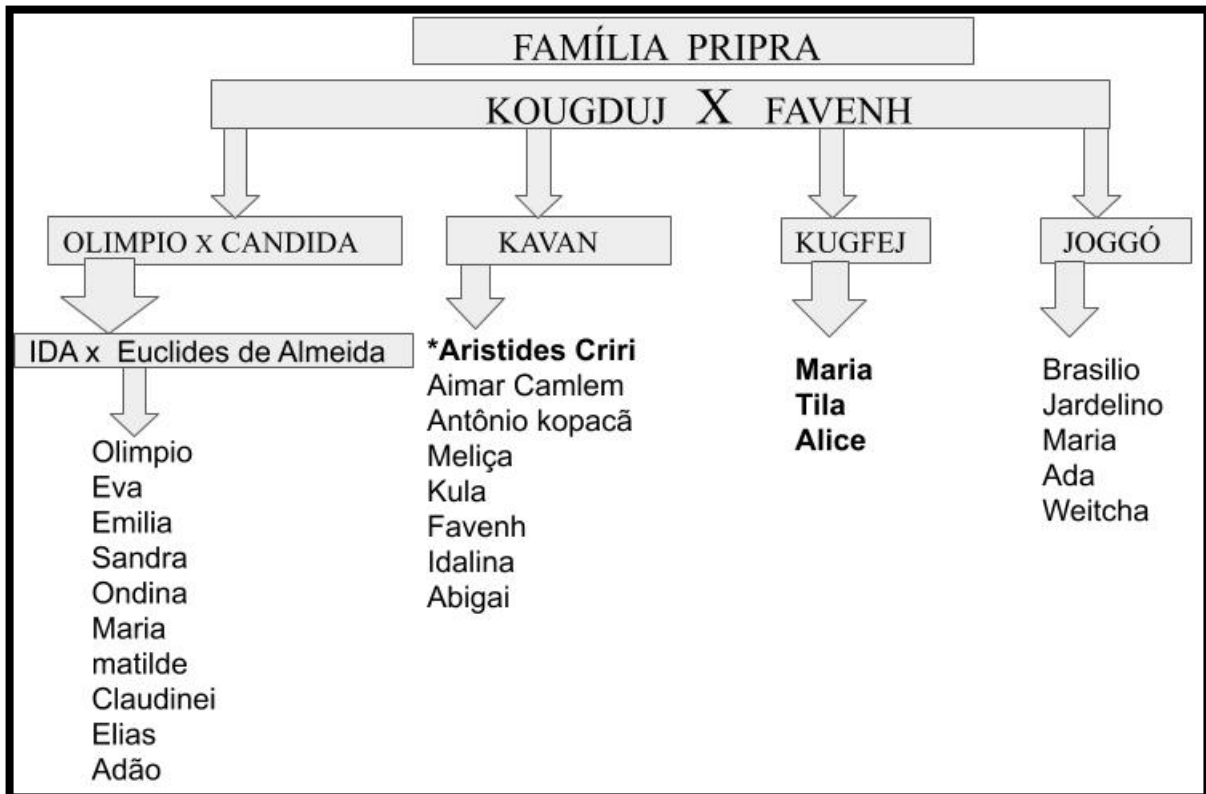 FAMÍLIA PRIPRA
KOUGDUJ X FAVENH
OLIMPIO X CANDIDA
IDA x Euclides de Almeida
Olimpio
Eva
Emilia
Sandra
Ondina
Maria
matilde
Claudinei
Elias
Adão
KAVAN
*Aristides Criri
Aimar Camlem
Antônio kopacã
Meliça
Kula
Favenh
Idalina
Abigai
KUGFEJ
Maria
Tila
Alice
JOGGÓ
Brasilio
Jardelino
Maria
Ada
Weitcha